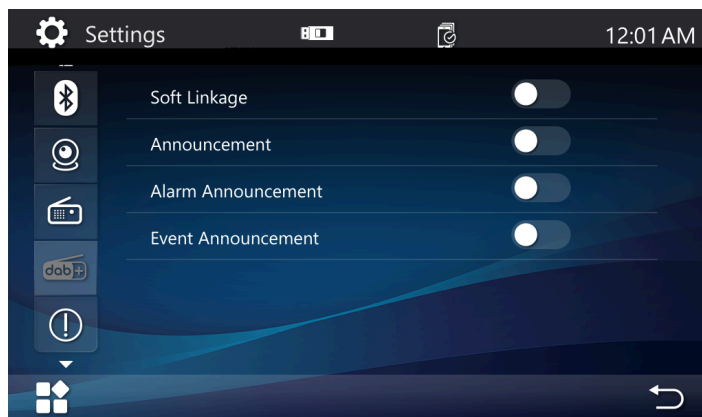 Settings
12:01 AM
Soft Linkage
Announcement
Alarm Announcement
Event Announcement
dab+